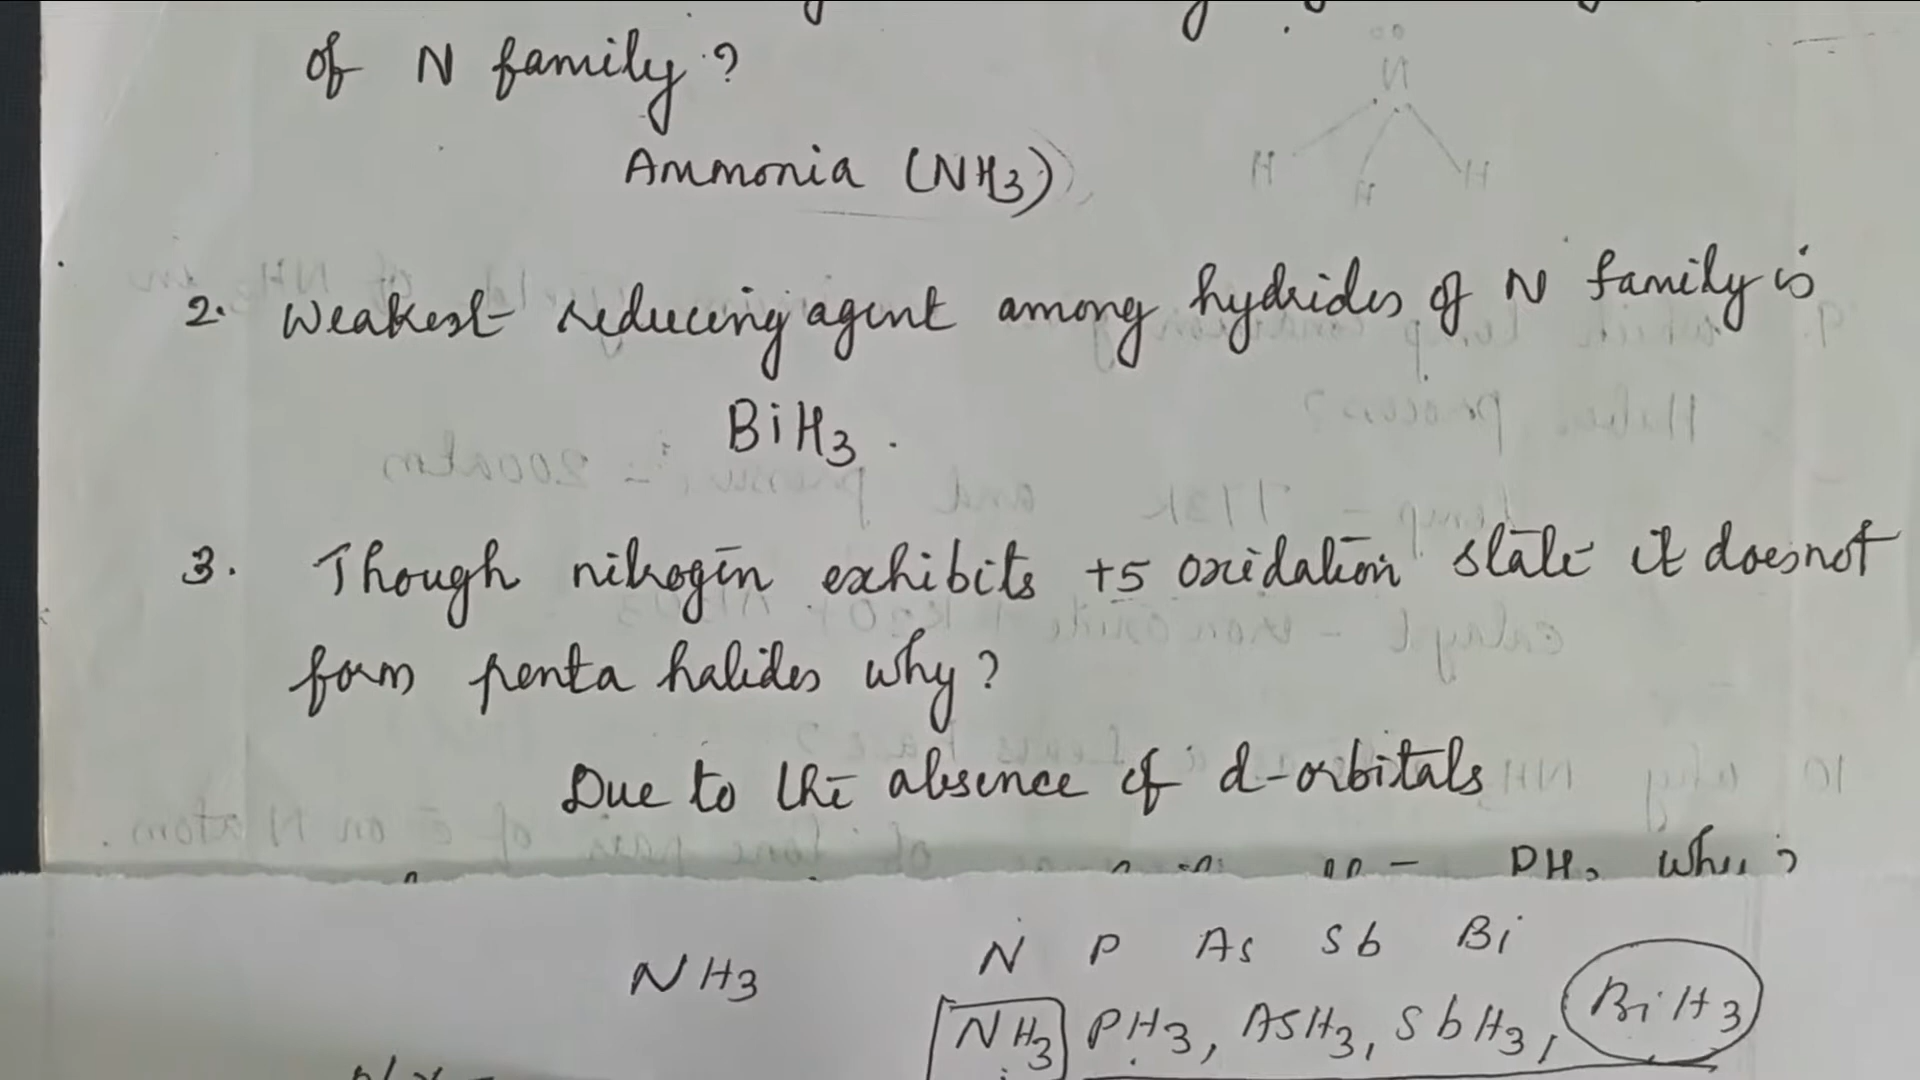 of N family?
Ammonia (NH3)
2. Weakest reducing agent among hydrides of N family is
BiH3.
3. Though nitrogen exhibits +5 oxidation state it does not
form penta halides why?
Due to the absence of d-orbitals
PH3 Why?
N P As Sb Bi
NH3
NH3 PH3, AsH3, SbH3, BiH3